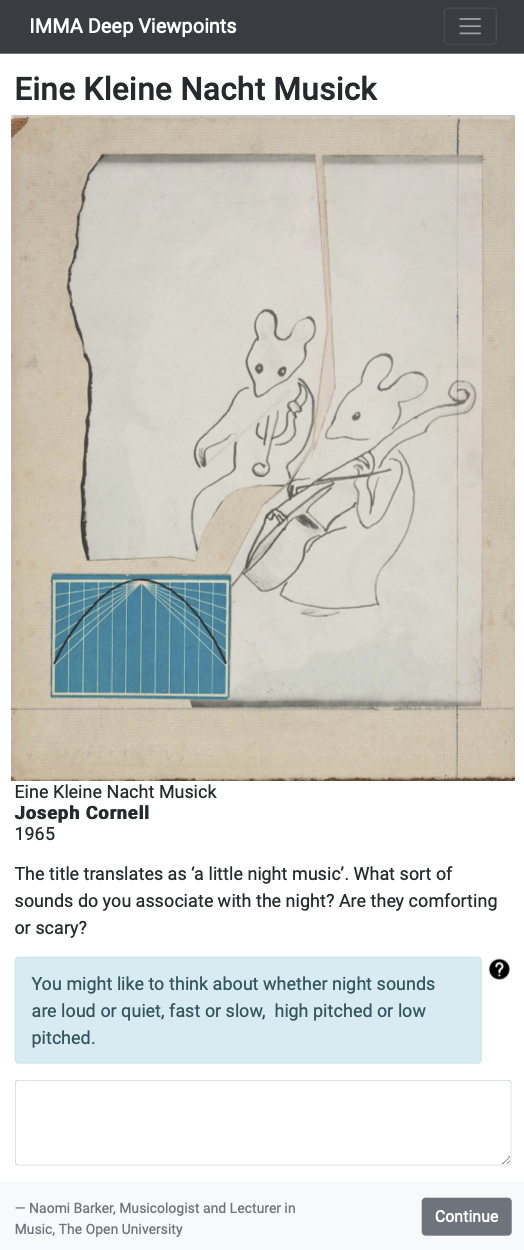 IMMA Deep Viewpoints
Eine Kleine Nacht Musick
Eine Kleine Nacht Musick
Joseph Cornell
1965
The title translates as ‘a little night music’. What sort of
sounds do you associate with the night? Are they comforting
or scary?
You might like to think about whether night sounds
are loud or quiet, fast or slow,  high pitched or low
pitched.
?
— Naomi Barker, Musicologist and Lecturer in
Music, The Open University
Continue